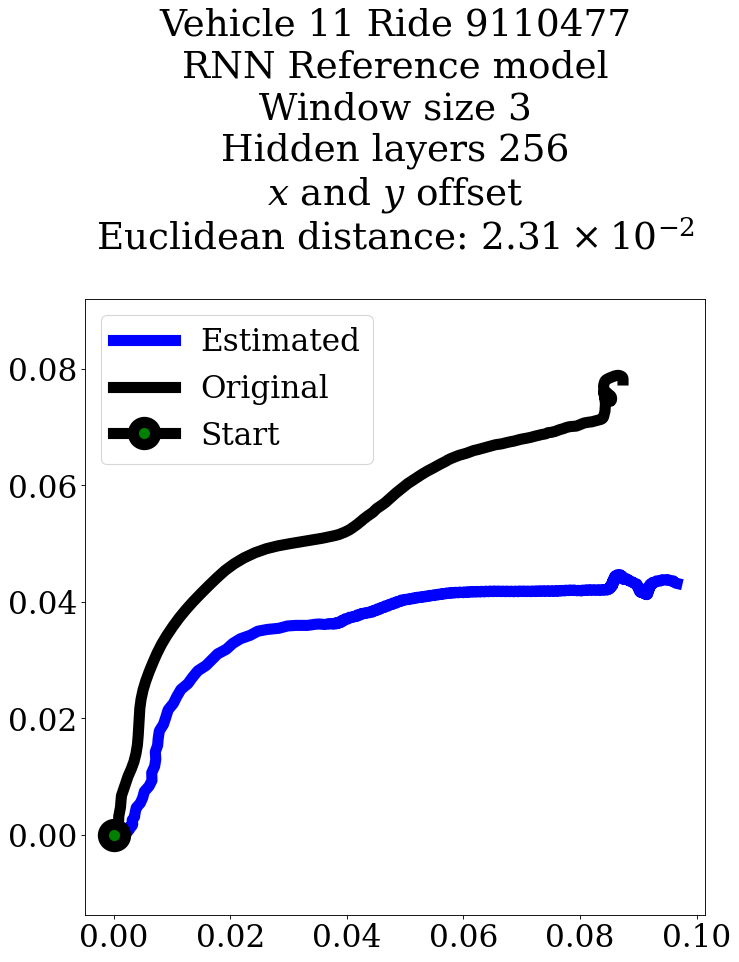 Vehicle 11 Ride 9110477
RNN Reference model
Window size 3
Hidden layers 256
x and y offset
Euclidean distance: 2.31 × 10⁻²
Estimated
Original
Start
0.08
0.06
0.04
0.02
0.00
0.00 0.02 0.04 0.06 0.08 0.10